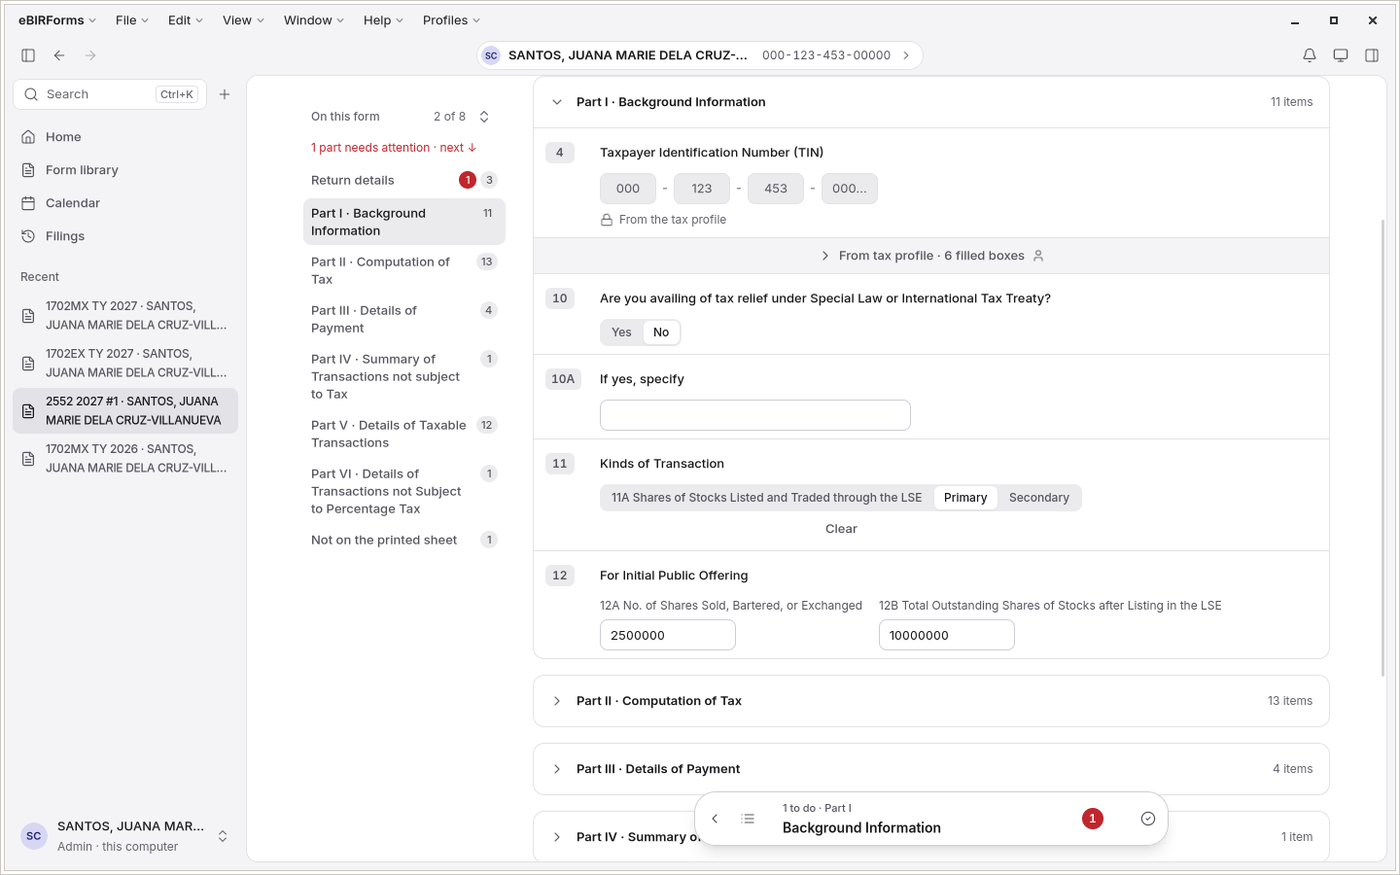 eBIRForms File Edit View Window Help Profiles
SC SANTOS, JUANA MARIE DELA CRUZ-... 000-123-453-00000
Search Ctrl+K
Home
Form library
Calendar
Filings
Recent
1702MX TY 2027 · SANTOS,
JUANA MARIE DELA CRUZ-VILL...
1702EX TY 2027 · SANTOS,
JUANA MARIE DELA CRUZ-VILL...
2552 2027 #1 · SANTOS, JUANA
MARIE DELA CRUZ-VILLANUEVA
1702MX TY 2026 · SANTOS,
JUANA MARIE DELA CRUZ-VILL...
SC SANTOS, JUANA MAR...
Admin · this computer
On this form 2 of 8
1 part needs attention · next ↓
Return details 1 3
Part I · Background 11
Information
Part II · Computation of 13
Tax
Part III · Details of 4
Payment
Part IV · Summary of 1
Transactions not subject
to Tax
Part V · Details of Taxable 12
Transactions
Part VI · Details of 1
Transactions not Subject
to Percentage Tax
Not on the printed sheet 1
Part I · Background Information 11 items
4 Taxpayer Identification Number (TIN)
000 - 123 - 453 - 000...
From the tax profile
From tax profile · 6 filled boxes
10 Are you availing of tax relief under Special Law or International Tax Treaty?
Yes No
10A If yes, specify
11 Kinds of Transaction
11A Shares of Stocks Listed and Traded through the LSE Primary Secondary
Clear
12 For Initial Public Offering
12A No. of Shares Sold, Bartered, or Exchanged 12B Total Outstanding Shares of Stocks after Listing in the LSE
2500000 10000000
Part II · Computation of Tax 13 items
Part III · Details of Payment 4 items
Part IV · Summary o 1 item
1 to do · Part I
Background Information 1